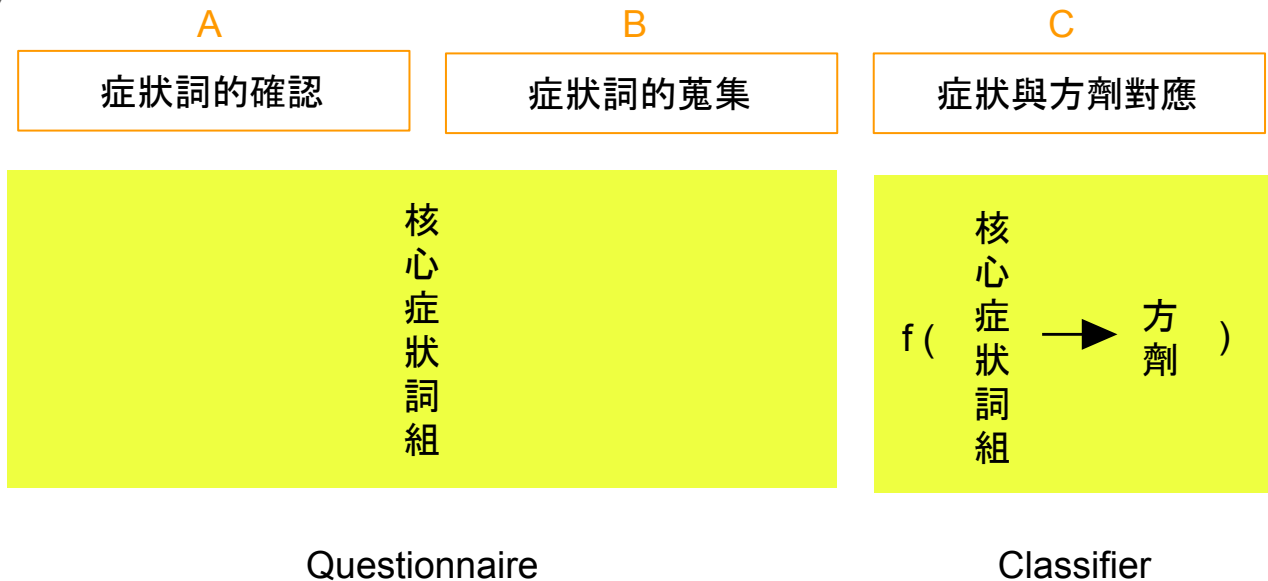 A
B
C
症狀詞的確認
症狀詞的蒐集
症狀與方劑對應
核心症狀詞組
f ( 核心症狀詞組 → 方劑 )
Questionnaire
Classifier